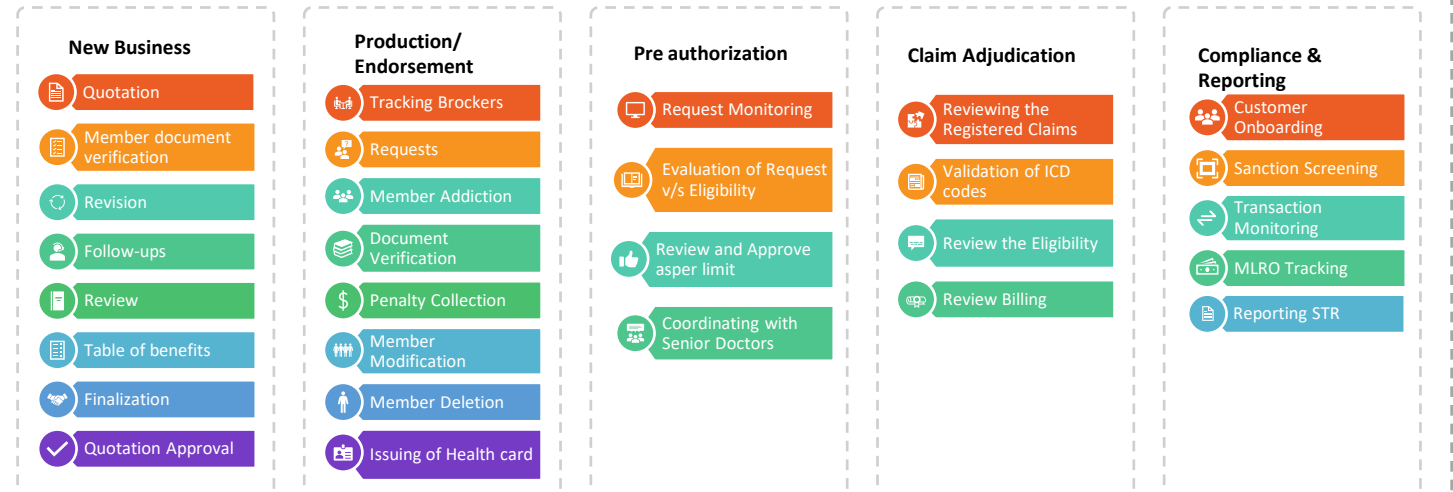 New Business
Quotation
Member document
verification
Revision
Follow-ups
Review
Table of benefits
Finalization
Quotation Approval
Production/
Endorsement
Tracking Brockers
Requests
Member Addiction
Document
Verification
Penalty Collection
Member
Modification
Member Deletion
Issuing of Health card
Pre authorization
Request Monitoring
Evaluation of Request
v/s Eligibility
Review and Approve
asper limit
Coordinating with
Senior Doctors
Claim Adjudication
Reviewing the
Registered Claims
Validation of ICD
codes
Review the Eligibility
Review Billing
Compliance &
Reporting
Customer
Onboarding
Sanction Screening
Transaction
Monitoring
MLRO Tracking
Reporting STR